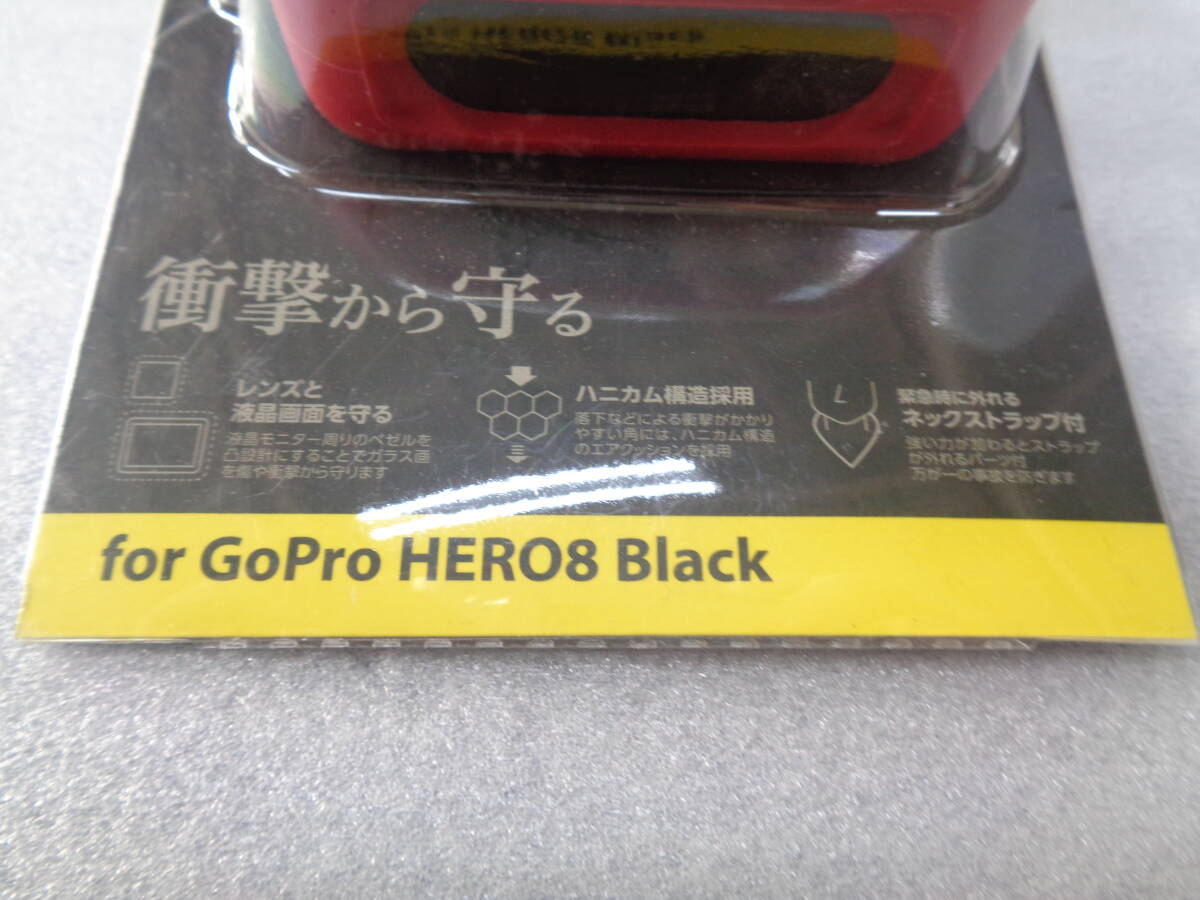 衝撃から守る
レンズと
液晶画面を守る
液晶モニター周りのベゼルを
凸設計にすることでガラス面
を傷や衝撃から守ります
ハニカム構造採用
落下などによる衝撃がかかり
やすい角には、ハニカム構造
のエアクッションを採用
緊急時に外れる
ネックストラップ付
強い力が加わるとストラップ
が外れるパーツ付
万が一の事故を防ぎます
for GoPro HERO8 Black